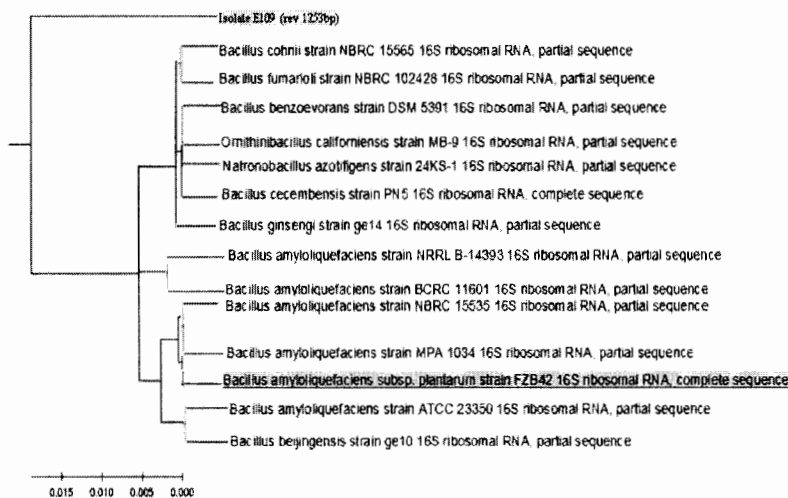 Isolate E109 (rev 1253bp)
Bacillus cohnii strain NBRC 15565 16S ribosomal RNA, partial sequence
Bacillus fumarioli strain NBRC 102428 16S ribosomal RNA, partial sequence
Bacillus benzoevorans strain DSM 5391 16S ribosomal RNA, partial sequence
Ornithinibacillus californiensis strain MB-9 16S ribosomal RNA, partial sequence
Natronobacillus azotifigens strain 24KS-1 16S ribosomal RNA, partial sequence
Bacillus cecembensis strain PN5 16S ribosomal RNA, complete sequence
Bacillus ginsengi strain ge14 16S ribosomal RNA, partial sequence
Bacillus amyloliquefaciens strain NRRL B-14393 16S ribosomal RNA, partial sequence
Bacillus amyloliquefaciens strain BCRC 11601 16S ribosomal RNA, partial sequence
Bacillus amyloliquefaciens strain NBRC 15535 16S ribosomal RNA, partial sequence
Bacillus amyloliquefaciens strain MPA 1034 16S ribosomal RNA, partial sequence
Bacillus amyloliquefaciens subsp. plantarum strain FZB42 16S ribosomal RNA, complete sequence
Bacillus amyloliquefaciens strain ATCC 23350 16S ribosomal RNA, partial sequence
Bacillus beijingensis strain ge10 16S ribosomal RNA, partial sequence
0.015 0.010 0.005 0.000